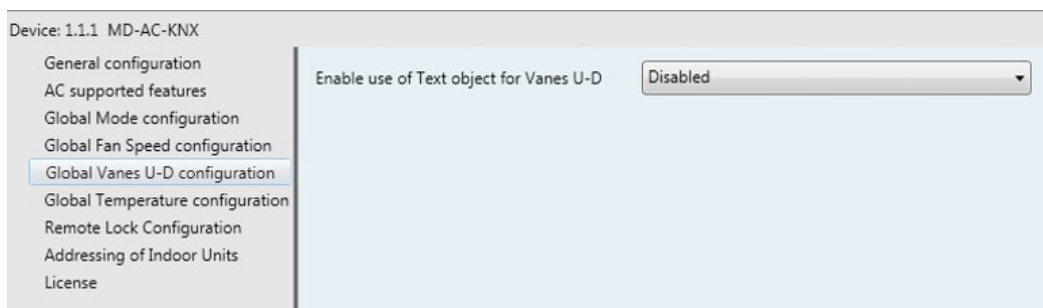 Device: 1.1.1 MD-AC-KNX
General configuration
AC supported features
Global Mode configuration
Global Fan Speed configuration
Global Vanes U-D configuration
Global Temperature configuration
Remote Lock Configuration
Addressing of Indoor Units
License
Enable use of Text object for Vanes U-D
Disabled